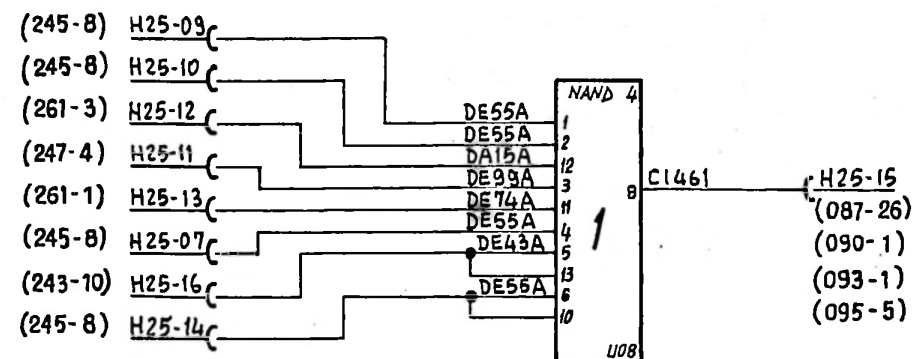 (245-8) H25-09
(245-8) H25-10
(261-3) H25-12
(247-4) H25-11
(261-1) H25-13
(245-8) H25-07
(243-10) H25-16
(245-8) H25-14
DE55A 1
DE55A 2
DA15A 12
DE99A 3
DE74A 11
DE55A 4
DE43A 5
13
DE55A 6
10
NAND 4
1
U08
8 C1461 H25-15
(087-26)
(090-1)
(093-1)
(095-5)